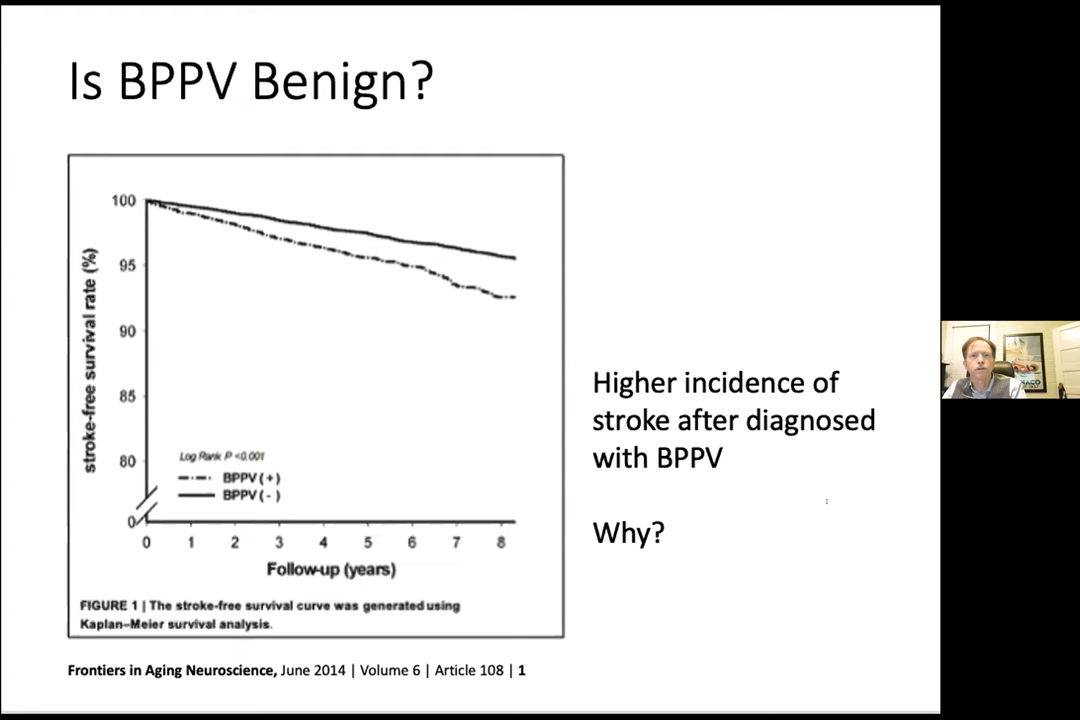 Is BPPV Benign?
100
95
90
85
80
0
stroke-free survival rate (%)
Log Rank P <0.001
BPPV (+)
BPPV (-)
0 1 2 3 4 5 6 7 8
Follow-up (years)
FIGURE 1 | The stroke-free survival curve was generated using
Kaplan–Meier survival analysis.
Higher incidence of
stroke after diagnosed
with BPPV
Why?
Frontiers in Aging Neuroscience, June 2014 | Volume 6 | Article 108 | 1